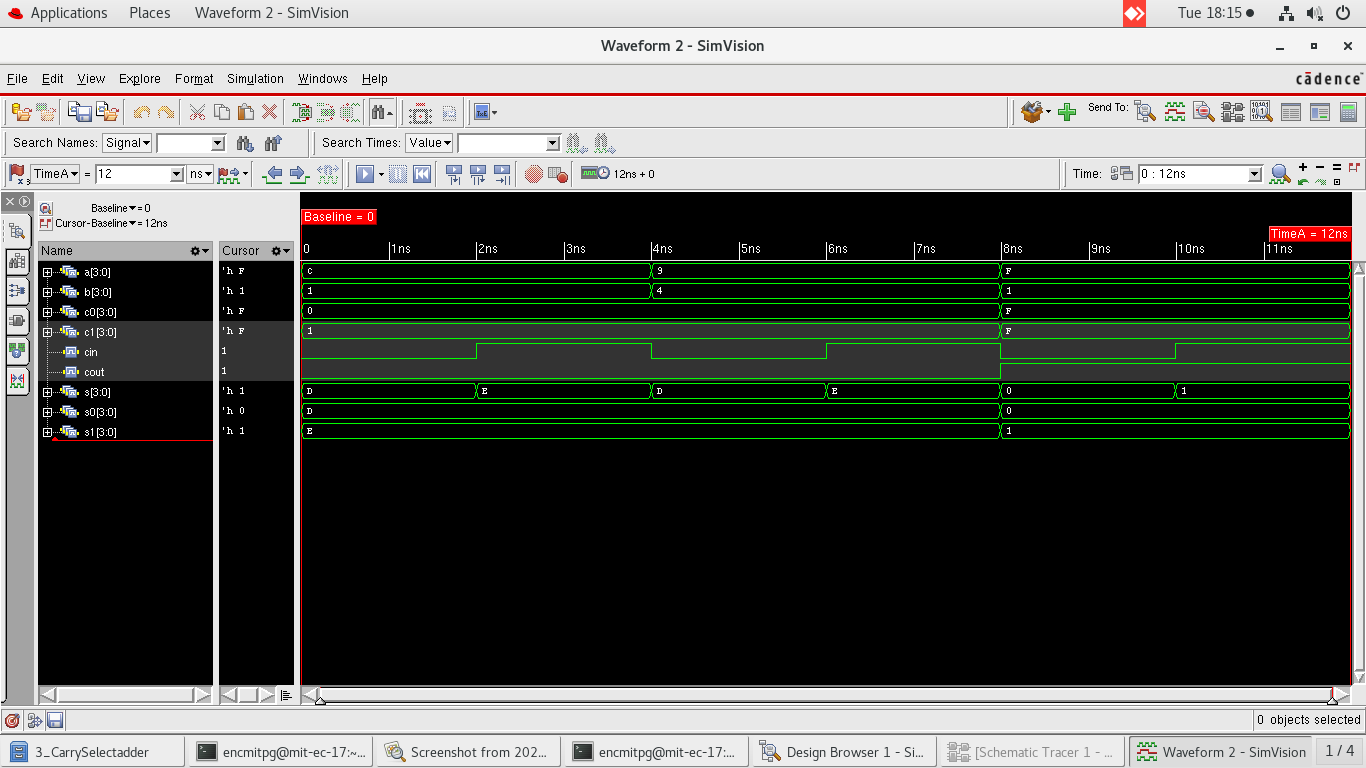 Applications Places Waveform 2 - SimVision Tue 18:15
Waveform 2 - SimVision
File Edit View Explore Format Simulation Windows Help cādence
Send To:
Search Names: Signal Search Times: Value
TimeA = 12 ns 12ns + 0 Time: 0 : 12ns
Baseline = 0
Cursor-Baseline = 12ns
Baseline = 0
TimeA = 12ns
Name Cursor 0 1ns 2ns 3ns 4ns 5ns 6ns 7ns 8ns 9ns 10ns 11ns
a[3:0] 'h F c 9 F
b[3:0] 'h 1 1 4 1
c0[3:0] 'h F 0 F
c1[3:0] 'h F 1 F
cin 1
cout 1
s[3:0] 'h 1 D E D E 0 1
s0[3:0] 'h 0 D 0
s1[3:0] 'h 1 E 1
0 objects selected
3_CarrySelectadder encmitpg@mit-ec-17:~... Screenshot from 202... encmitpg@mit-ec-17:... Design Browser 1 - Si... [Schematic Tracer 1 - ... Waveform 2 - SimVision 1 / 4